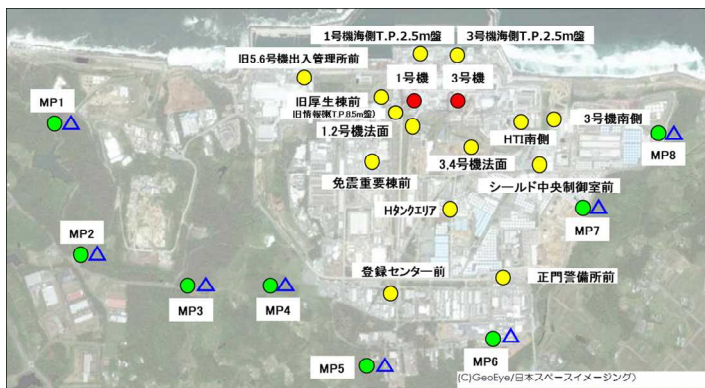 1号機海側T.P.2.5m盤
3号機海側T.P.2.5m盤
旧5.6号機出入管理所前
1号機
3号機
MP1
旧厚生棟前
旧情報棟(T.P.8.5m盤)
1.2号機法面
HTI南側
3号機南側
MP8
3.4号機法面
免震重要棟前
シールド中央制御室前
Hタンクエリア
MP7
MP2
登録センター前
正門警備所前
MP3
MP4
MP5
MP6
(C)GeoEye/日本スペースイメージング)